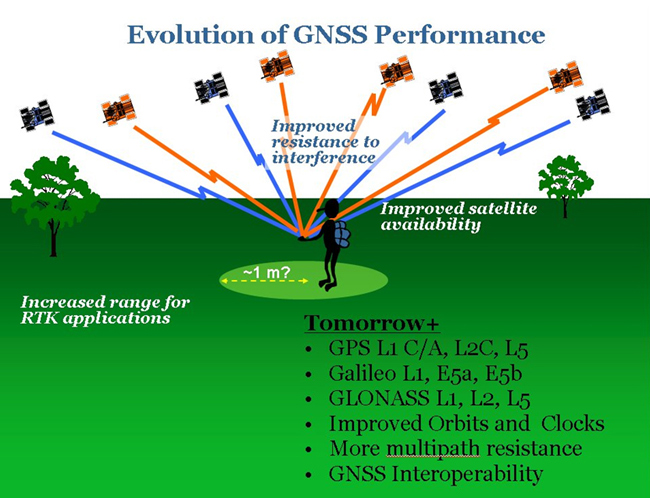 Evolution of GNSS Performance
Improved
resistance to
interference
Improved satellite
availability
~1 m?
Increased range for
RTK applications
Tomorrow+
• GPS L1 C/A, L2C, L5
• Galileo L1, E5a, E5b
• GLONASS L1, L2, L5
• Improved Orbits and Clocks
• More multipath resistance
• GNSS Interoperability